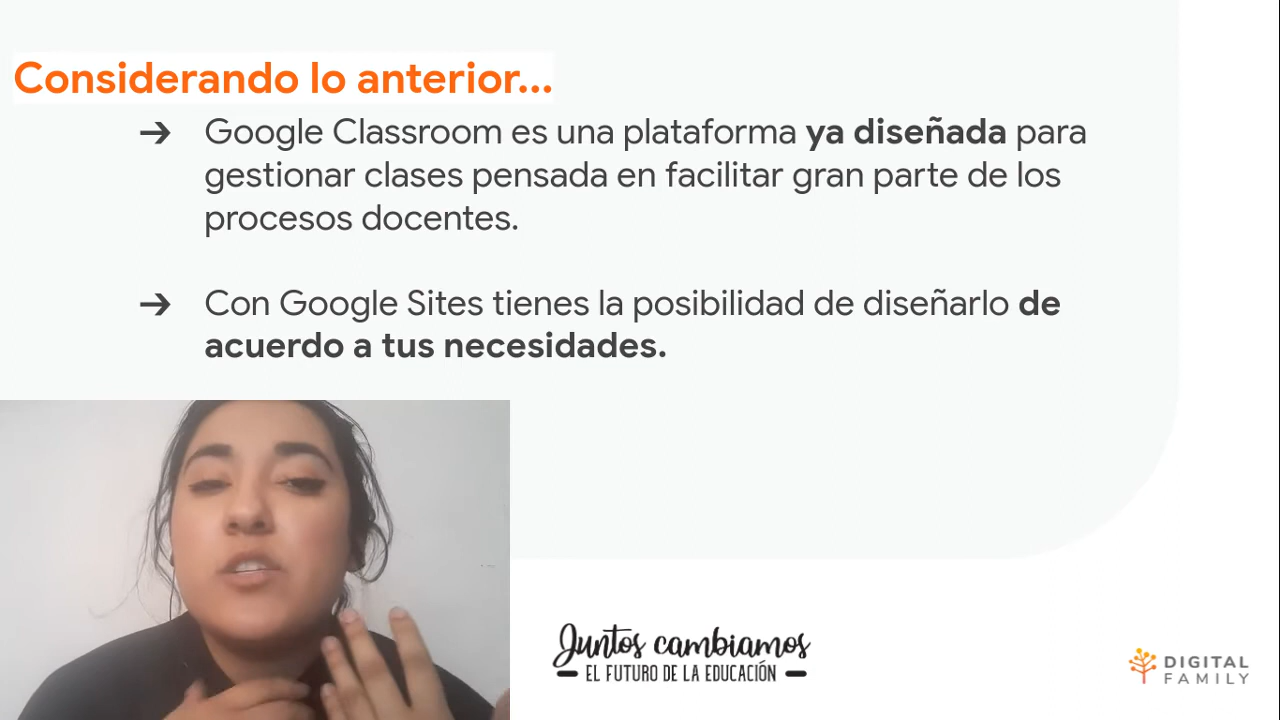 Considerando lo anterior...
➔ Google Classroom es una plataforma ya diseñada para
gestionar clases pensada en facilitar gran parte de los
procesos docentes.
➔ Con Google Sites tienes la posibilidad de diseñarlo de
acuerdo a tus necesidades.
Juntos cambiamos
EL FUTURO DE LA EDUCACIÓN
DIGITAL
FAMILY